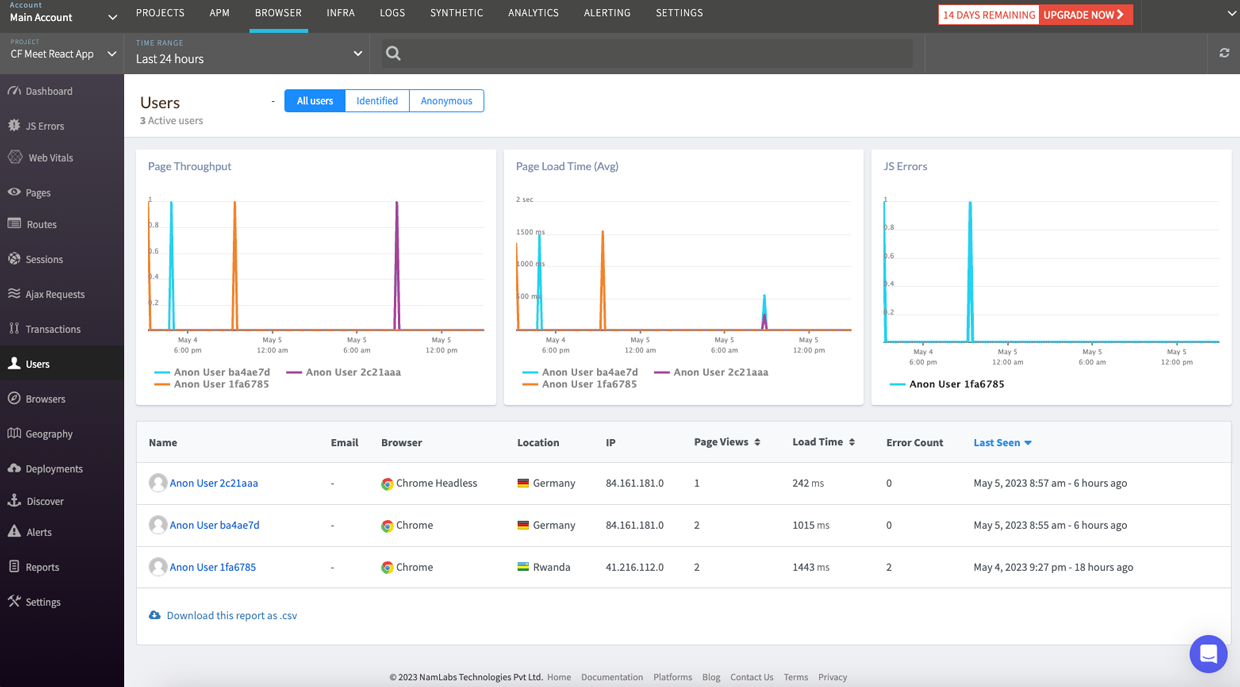 Account
Main Account
PROJECTS APM BROWSER INFRA LOGS SYNTHETIC ANALYTICS ALERTING SETTINGS
14 DAYS REMAINING UPGRADE NOW
PROJECT
CF Meet React App
TIME RANGE
Last 24 hours
Dashboard
JS Errors
Web Vitals
Pages
Routes
Sessions
Ajax Requests
Transactions
Users
Browsers
Geography
Deployments
Discover
Alerts
Reports
Settings
Users
3 Active users
- All users Identified Anonymous
Page Throughput
1
0.8
0.6
0.4
0.2
May 4 May 5 May 5 May 5
6:00 pm 12:00 am 6:00 am 12:00 pm
Anon User ba4ae7d Anon User 2c21aaa
Anon User 1fa6785
Page Load Time (Avg)
2 sec
1500 ms
1000 ms
500 ms
May 4 May 5 May 5 May 5
6:00 pm 12:00 am 6:00 am 12:00 pm
Anon User ba4ae7d Anon User 2c21aaa
Anon User 1fa6785
JS Errors
1
0.8
0.6
0.4
0.2
May 4 May 5 May 5 May 5
6:00 pm 12:00 am 6:00 am 12:00 pm
Anon User 1fa6785
Name Email Browser Location IP Page Views Load Time Error Count Last Seen
Anon User 2c21aaa - Chrome Headless Germany 84.161.181.0 1 242 ms 0 May 5, 2023 8:57 am - 6 hours ago
Anon User ba4ae7d - Chrome Germany 84.161.181.0 2 1015 ms 0 May 5, 2023 8:55 am - 6 hours ago
Anon User 1fa6785 - Chrome Rwanda 41.216.112.0 2 1443 ms 2 May 4, 2023 9:27 pm - 18 hours ago
Download this report as .csv
© 2023 NamLabs Technologies Pvt Ltd. Home Documentation Platforms Blog Contact Us Terms Privacy